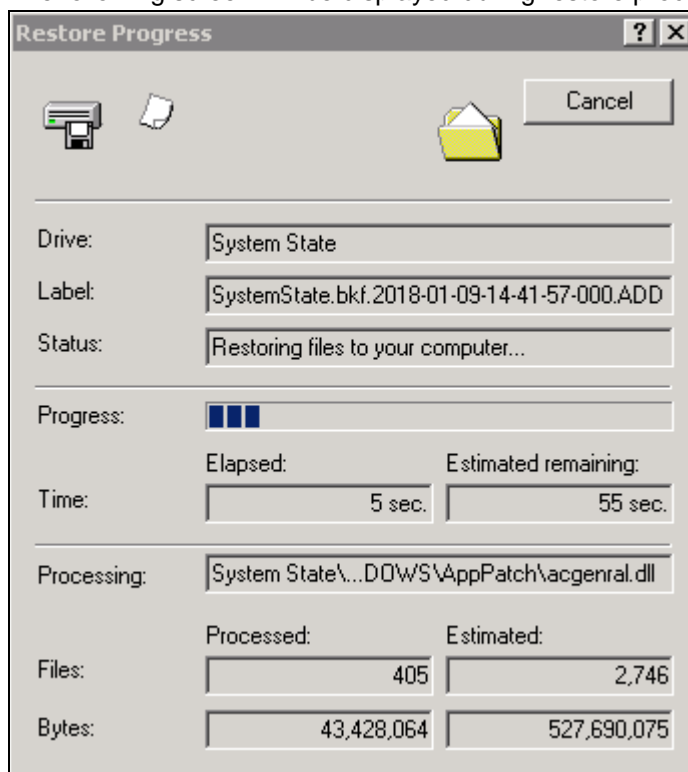 Restore Progress
Cancel
Drive: System State
Label: SystemState.bkf.2018-01-09-14-41-57-000.ADD
Status: Restoring files to your computer...
Progress:
Elapsed: Estimated remaining:
Time: 5 sec. 55 sec.
Processing: System State\...DOWS\AppPatch\acgenral.dll
Processed: Estimated:
Files: 405 2,746
Bytes: 43,428,064 527,690,075